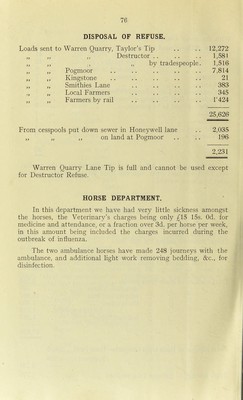 76
DISPOSAL OF REFUSE.
Loads sent to Warren Quarry, Taylor's Tip .. .. 12,272
,, ,, ,, Destructor .. .. 1,581
,, ,, ,, ,, by tradespeople. 1,516
,, ,, Pogmoor .. .. .. .. .. .. 7,814
,, ,, Kingstone .. .. .. .. .. .. 21
,, ,, Smithies Lane .. .. .. .. .. 383
,, ,, Local Farmers .. .. .. .. .. 345
,, ,, Farmers by rail .. .. .. .. .. 1'424
25,626
From cesspools put down sewer in Honeywell lane .. 2,035
,, ,, ,, on land at Pogmoor .. .. 196
2,231
Warren Quarry Lane Tip is full and cannot be used except
for Destructor Refuse.
HORSE DEPARTMENT.
In this department we have had very little sickness amongst
the horses, the Veterinary's charges being only £15 15s. 0d. for
medicine and attendance, or a fraction over 3d. per horse per week,
in this amount being included the charges incurred during the
outbreak of influenza.
The two ambulance horses have made 248 journeys with the
ambulance, and additional light work removing bedding, &c., for
disinfection.